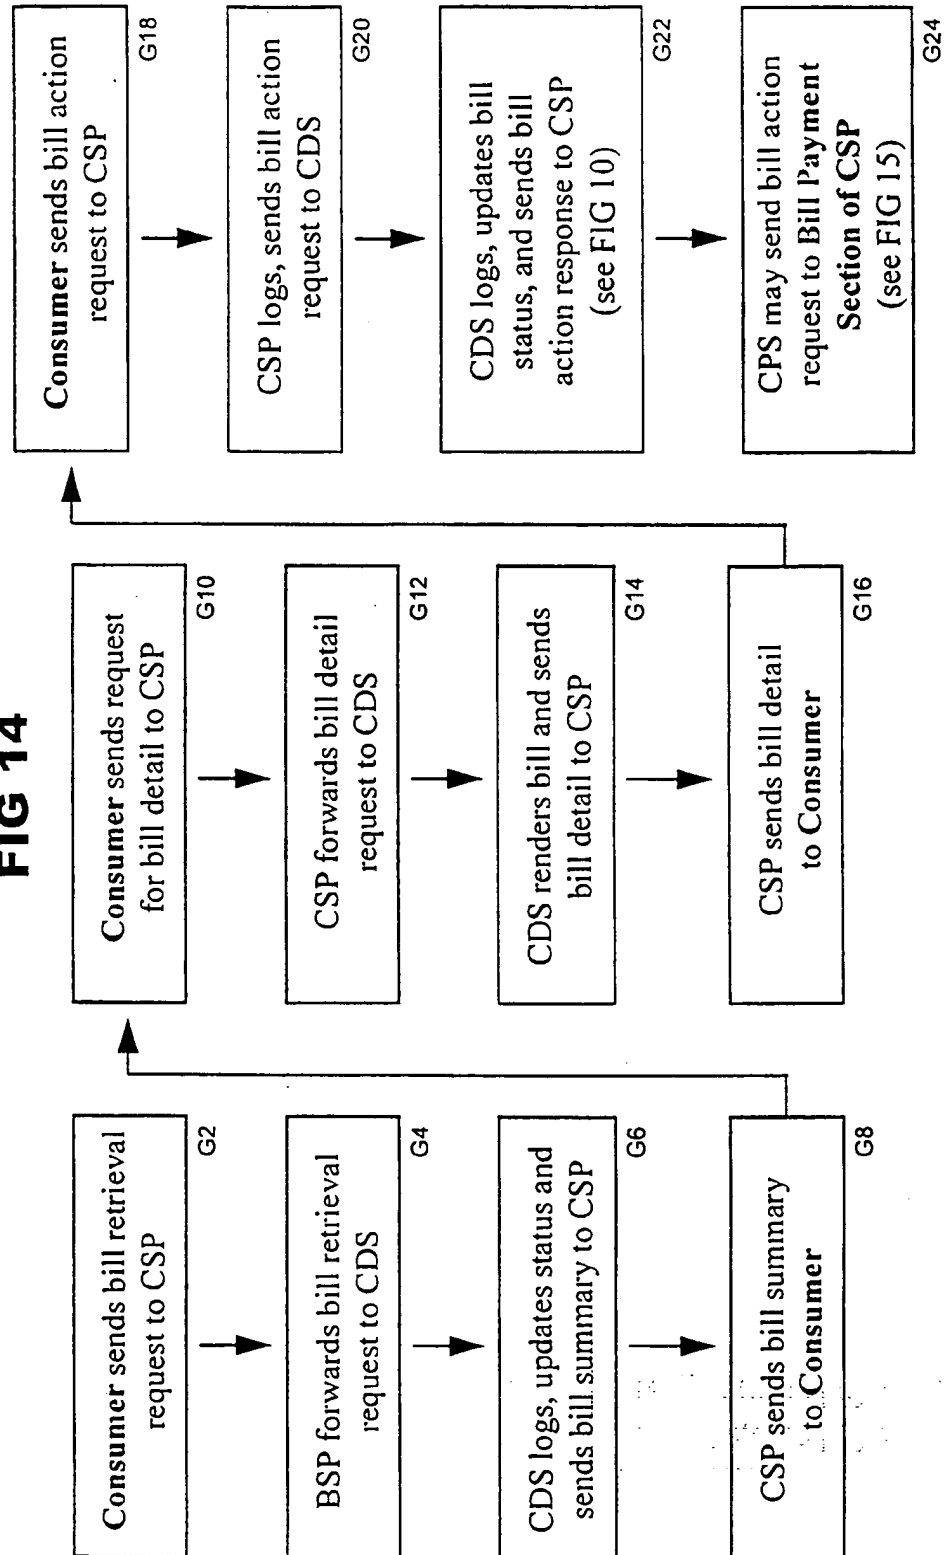 FIG 14
Consumer sends bill retrieval
request to CSP
G2
BSP forwards bill retrieval
request to CDS
G4
CDS logs, updates status and
sends bill summary to CSP
G6
CSP sends bill summary
to Consumer
G8
Consumer sends request
for bill detail to CSP
G10
CSP forwards bill detail
request to CDS
G12
CDS renders bill and sends
bill detail to CSP
G14
CSP sends bill detail
to Consumer
G16
Consumer sends bill action
request to CSP
G18
CSP logs, sends bill action
request to CDS
G20
CDS logs, updates bill
status, and sends bill
action response to CSP
(see FIG 10)
G22
CPS may send bill action
request to Bill Payment
Section of CSP
(see FIG 15)
G24